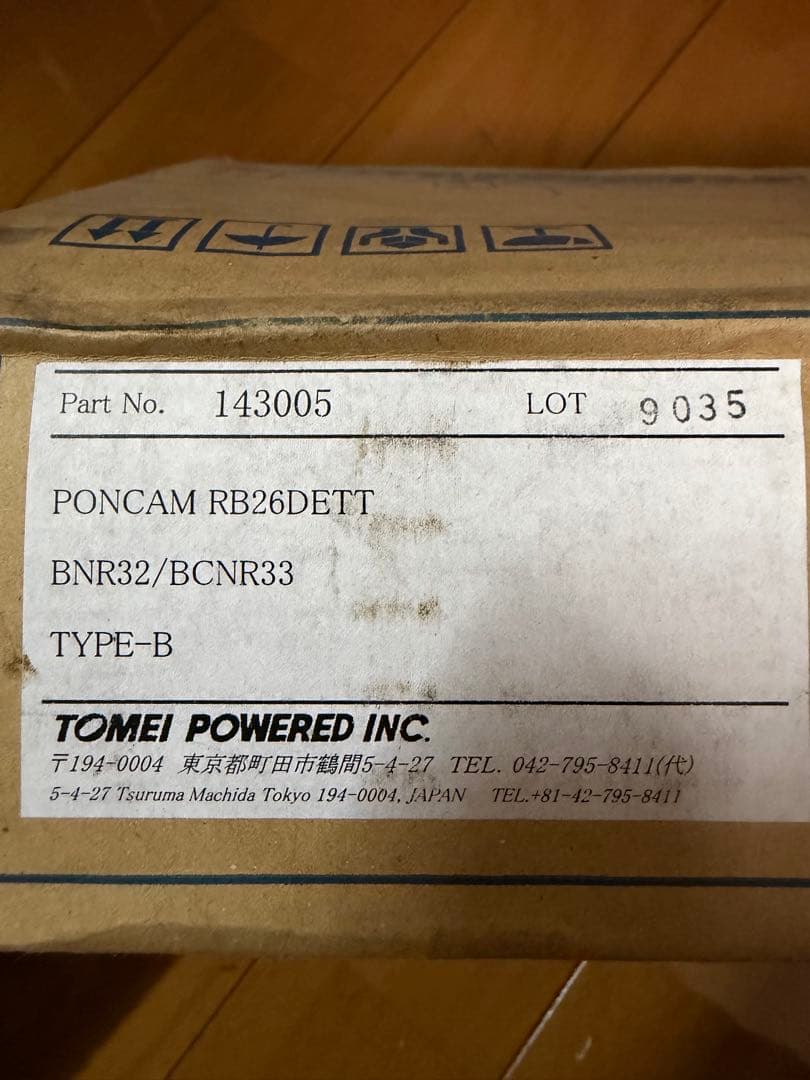 Part No. 143005 LOT 9035
PONCAM RB26DETT
BNR32/BCNR33
TYPE-B
TOMEI POWERED INC.
〒194-0004 東京都町田市鶴間5-4-27 TEL. 042-795-8411(代)
5-4-27 Tsuruma Machida Tokyo 194-0004, JAPAN TEL.+81-42-795-8411